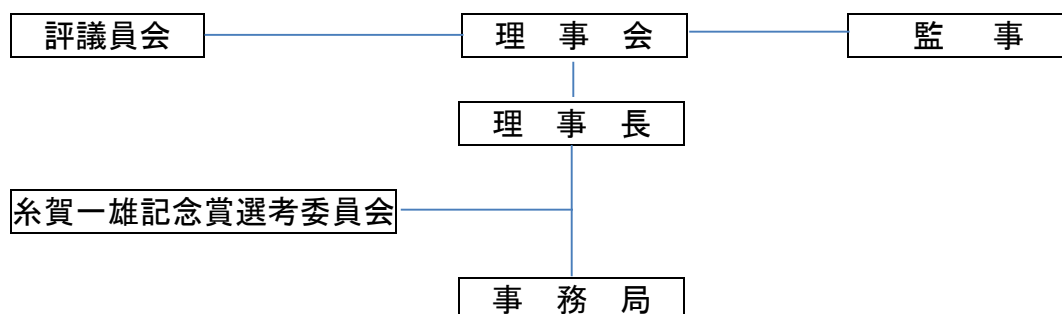 評議員会
理　事　会
監　　事
理　事　長
糸賀一雄記念賞選考委員会
事　務　局